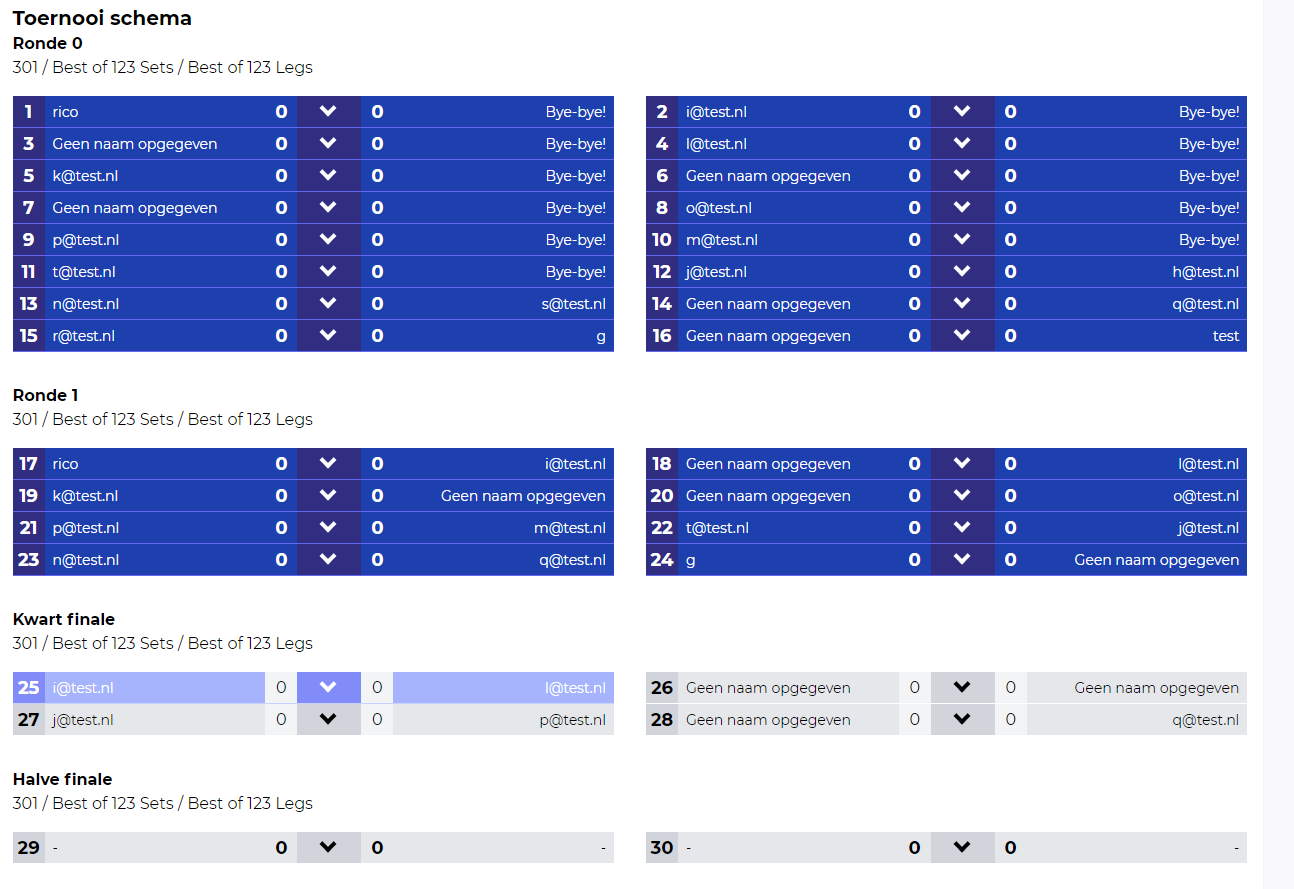 Toernooi schema
Ronde 0
301 / Best of 123 Sets / Best of 123 Legs
1 rico 0 0 Bye-bye! 2 i@test.nl 0 0 Bye-bye!
3 Geen naam opgegeven 0 0 Bye-bye! 4 l@test.nl 0 0 Bye-bye!
5 k@test.nl 0 0 Bye-bye! 6 Geen naam opgegeven 0 0 Bye-bye!
7 Geen naam opgegeven 0 0 Bye-bye! 8 o@test.nl 0 0 Bye-bye!
9 p@test.nl 0 0 Bye-bye! 10 m@test.nl 0 0 Bye-bye!
11 t@test.nl 0 0 Bye-bye! 12 j@test.nl 0 0 h@test.nl
13 n@test.nl 0 0 s@test.nl 14 Geen naam opgegeven 0 0 q@test.nl
15 r@test.nl 0 0 g 16 Geen naam opgegeven 0 0 test
Ronde 1
301 / Best of 123 Sets / Best of 123 Legs
17 rico 0 0 i@test.nl 18 Geen naam opgegeven 0 0 l@test.nl
19 k@test.nl 0 0 Geen naam opgegeven 20 Geen naam opgegeven 0 0 o@test.nl
21 p@test.nl 0 0 m@test.nl 22 t@test.nl 0 0 j@test.nl
23 n@test.nl 0 0 q@test.nl 24 g 0 0 Geen naam opgegeven
Kwart finale
301 / Best of 123 Sets / Best of 123 Legs
25 i@test.nl 0 0 l@test.nl 26 Geen naam opgegeven 0 0 Geen naam opgegeven
27 j@test.nl 0 0 p@test.nl 28 Geen naam opgegeven 0 0 q@test.nl
Halve finale
301 / Best of 123 Sets / Best of 123 Legs
29 - 0 0 - 30 - 0 0 -